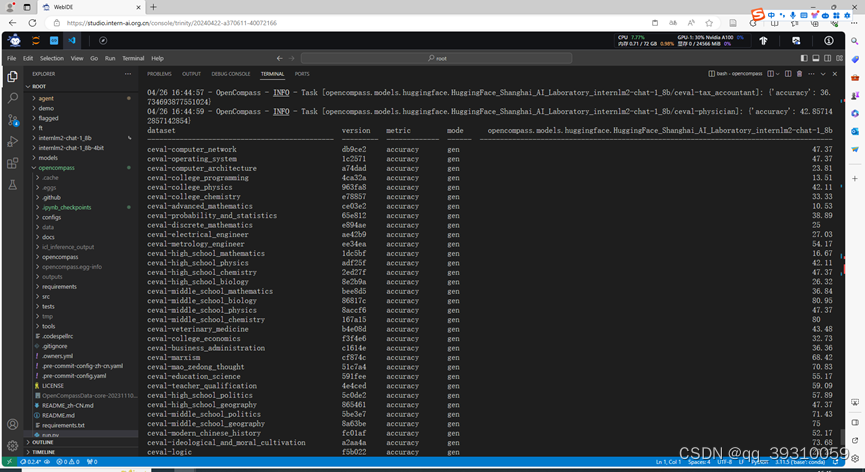 WebIDE
https://studio.intern-ai.org.cn/console/trinity/20240422-a370611-40072166
CPU 7.77%
内存 0.71 / 72 GB 0.98%
GPU-1: 30% Nvidia A100 0%
显存 0 / 24566 MiB 0%
File Edit Selection View Go Run Terminal Help
root
EXPLORER
PROBLEMS OUTPUT DEBUG CONSOLE TERMINAL PORTS
bash - opencompass
ROOT
agent
demo
flagged
ft
internlm2-chat-1_8b
internlm2-chat-1_8b-4bit
models
opencompass
.cache
.eggs
.github
.ipynb_checkpoints
configs
data
docs
icl_inference_output
opencompass
opencompass.egg-info
outputs
requirements
src
tests
tmp
tools
.codespellrc
.gitignore
.owners.yml
.pre-commit-config-zh-cn.yaml
.pre-commit-config.yaml
LICENSE
OpenCompassData-core-20231110...
README_zh-CN.md
README.md
requirements.txt
run.py
OUTLINE
TIMELINE
04/26 16:44:57 - OpenCompass - INFO - Task [opencompass.models.huggingface.HuggingFace_Shanghai_AI_Laboratory_internlm2-chat-1_8b/ceval-tax_accountant]: {'accuracy': 36.
734693877551024}
04/26 16:44:59 - OpenCompass - INFO - Task [opencompass.models.huggingface.HuggingFace_Shanghai_AI_Laboratory_internlm2-chat-1_8b/ceval-physician]: {'accuracy': 42.85714
2857142854}
dataset version metric mode opencompass.models.huggingface.HuggingFace_Shanghai_AI_Laboratory_internlm2-chat-1_8b
ceval-computer_network db9ce2 accuracy gen 47.37
ceval-operating_system 1c2571 accuracy gen 47.37
ceval-computer_architecture a74dad accuracy gen 23.81
ceval-college_programming 4ca32a accuracy gen 13.51
ceval-college_physics 963fa8 accuracy gen 42.11
ceval-college_chemistry e78857 accuracy gen 33.33
ceval-advanced_mathematics ce03e2 accuracy gen 10.53
ceval-probability_and_statistics 65e812 accuracy gen 38.89
ceval-discrete_mathematics e894ae accuracy gen 25
ceval-electrical_engineer ae42b9 accuracy gen 27.03
ceval-metrology_engineer ee34ea accuracy gen 54.17
ceval-high_school_mathematics 1dc5bf accuracy gen 16.67
ceval-high_school_physics adf25f accuracy gen 42.11
ceval-high_school_chemistry 2ed27f accuracy gen 47.37
ceval-high_school_biology 8e2b9a accuracy gen 26.32
ceval-middle_school_mathematics bee8d5 accuracy gen 36.84
ceval-middle_school_biology 86817c accuracy gen 80.95
ceval-middle_school_physics 8accf6 accuracy gen 47.37
ceval-middle_school_chemistry 167a15 accuracy gen 80
ceval-veterinary_medicine b4e08d accuracy gen 43.48
ceval-college_economics f3f4e6 accuracy gen 32.73
ceval-business_administration c1614e accuracy gen 36.36
ceval-marxism cf874c accuracy gen 68.42
ceval-mao_zedong_thought 51c7a4 accuracy gen 70.83
ceval-education_science 591fee accuracy gen 55.17
ceval-teacher_qualification 4e4ced accuracy gen 59.09
ceval-high_school_politics 5c0de2 accuracy gen 57.89
ceval-high_school_geography 865461 accuracy gen 47.37
ceval-middle_school_politics 5be3e7 accuracy gen 71.43
ceval-middle_school_geography 8a63be accuracy gen 75
ceval-modern_chinese_history fc01af accuracy gen 52.17
ceval-ideological_and_moral_cultivation a2aa4a accuracy gen 73.68
ceval-logic f5b022 accuracy gen
CSDN @qq_39310059
0.2.4* 0 0 0 Ln 1, Col 1 Spaces: 4 UTF-8 3.11.5 (base: conda)